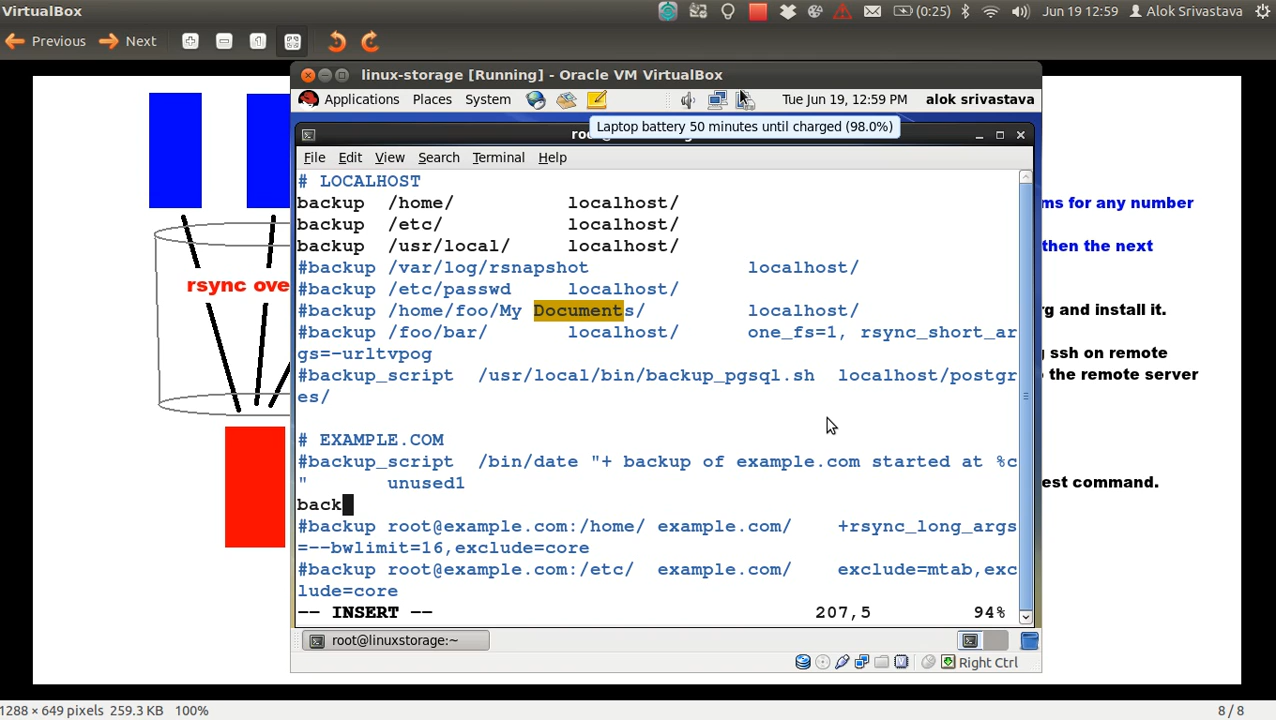 VirtualBox
(0:25) Jun 19 12:59 Alok Srivastava
Previous Next
linux-storage [Running] - Oracle VM VirtualBox
Applications Places System Tue Jun 19, 12:59 PM alok srivastava
Laptop battery 50 minutes until charged (98.0%)
File Edit View Search Terminal Help
# LOCALHOST
backup /home/ localhost/
backup /etc/ localhost/
backup /usr/local/ localhost/
#backup /var/log/rsnapshot localhost/
#backup /etc/passwd localhost/
#backup /home/foo/My Documents/ localhost/
#backup /foo/bar/ localhost/ one_fs=1, rsync_short_ar
gs=-urltvpog
#backup_script /usr/local/bin/backup_pgsql.sh localhost/postgr
es/
# EXAMPLE.COM
#backup_script /bin/date "+ backup of example.com started at %c
" unused1
back
#backup root@example.com:/home/ example.com/ +rsync_long_args
=--bwlimit=16,exclude=core
#backup root@example.com:/etc/ example.com/ exclude=mtab,exc
lude=core
-- INSERT -- 207,5 94%
root@linuxstorage:~
Right Ctrl
rsync ove
ms for any number
then the next
rg and install it.
ssh on remote
the remote server
est command.
1288 × 649 pixels 259.3 KB 100% 8 / 8